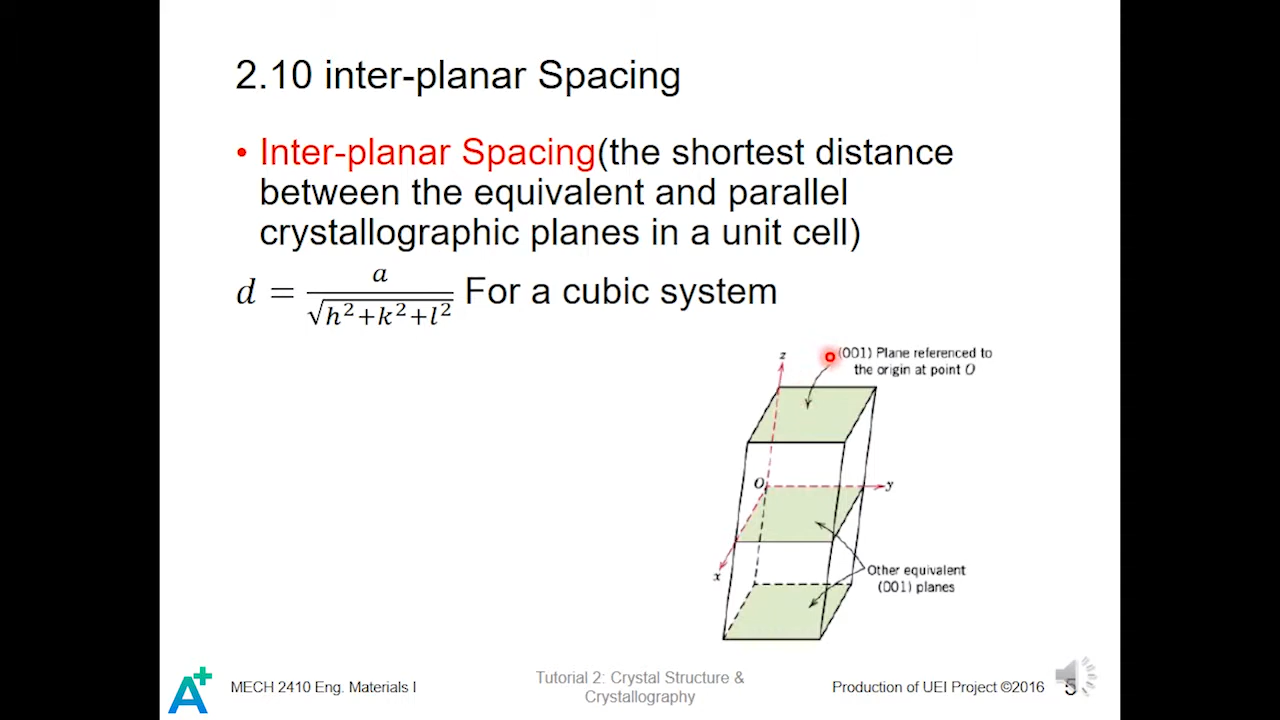 2.10 inter-planar Spacing
• Inter-planar Spacing(the shortest distance
between the equivalent and parallel
crystallographic planes in a unit cell)
d = a / √(h²+k²+l²) For a cubic system
z
(001) Plane referenced to
the origin at point O
O
y
x
Other equivalent
(001) planes
A+
MECH 2410 Eng. Materials I
Tutorial 2: Crystal Structure &
Crystallography
Production of UEI Project ©2016
5